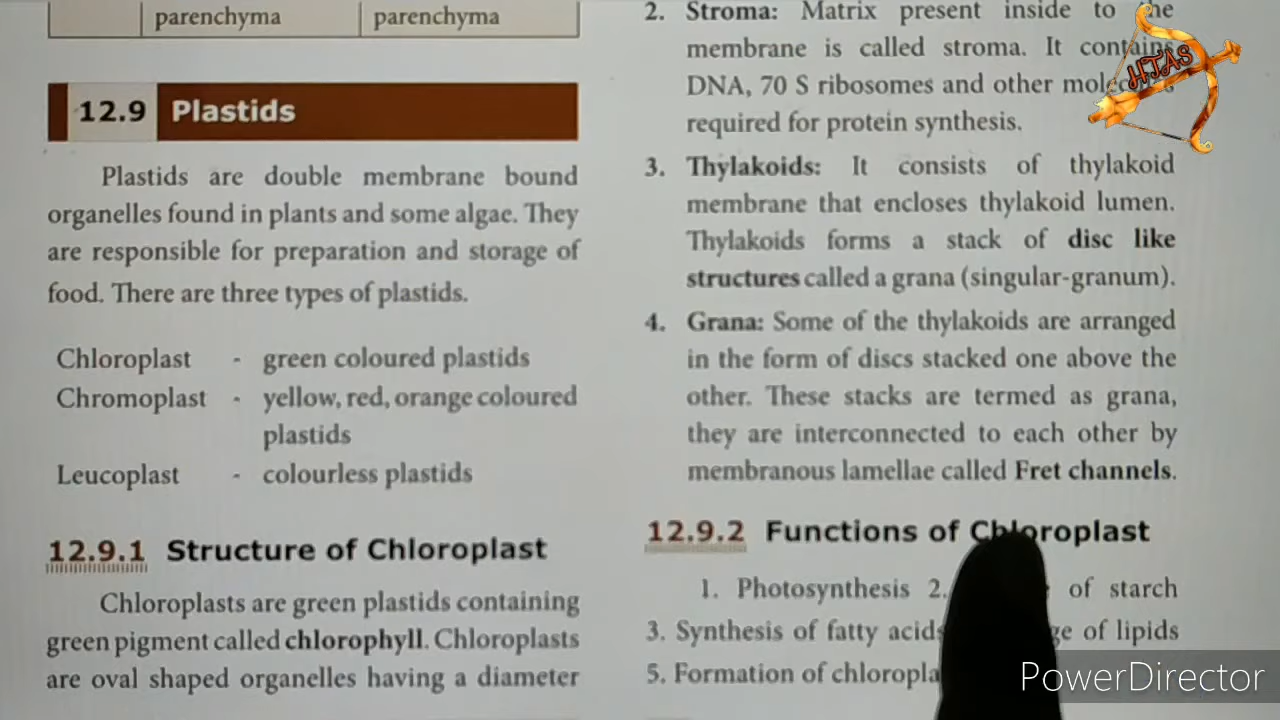 parenchyma parenchyma
12.9 Plastids
Plastids are double membrane bound
organelles found in plants and some algae. They
are responsible for preparation and storage of
food. There are three types of plastids.
Chloroplast - green coloured plastids
Chromoplast - yellow, red, orange coloured
plastids
Leucoplast - colourless plastids
12.9.1 Structure of Chloroplast
Chloroplasts are green plastids containing
green pigment called chlorophyll. Chloroplasts
are oval shaped organelles having a diameter
2. Stroma: Matrix present inside to the
membrane is called stroma. It contains
DNA, 70 S ribosomes and other
required for protein synthesis.
3. Thylakoids: It consists of thylakoid
membrane that encloses thylakoid lumen.
Thylakoids forms a stack of disc like
structures called a grana (singular-granum).
4. Grana: Some of the thylakoids are arranged
in the form of discs stacked one above the
other. These stacks are termed as grana,
they are interconnected to each other by
membranous lamellae called Fret channels.
12.9.2 Functions of Chloroplast
1. Photosynthesis 2. of starch
3. Synthesis of fatty acids of lipids
5. Formation of
HTAS
PowerDirector